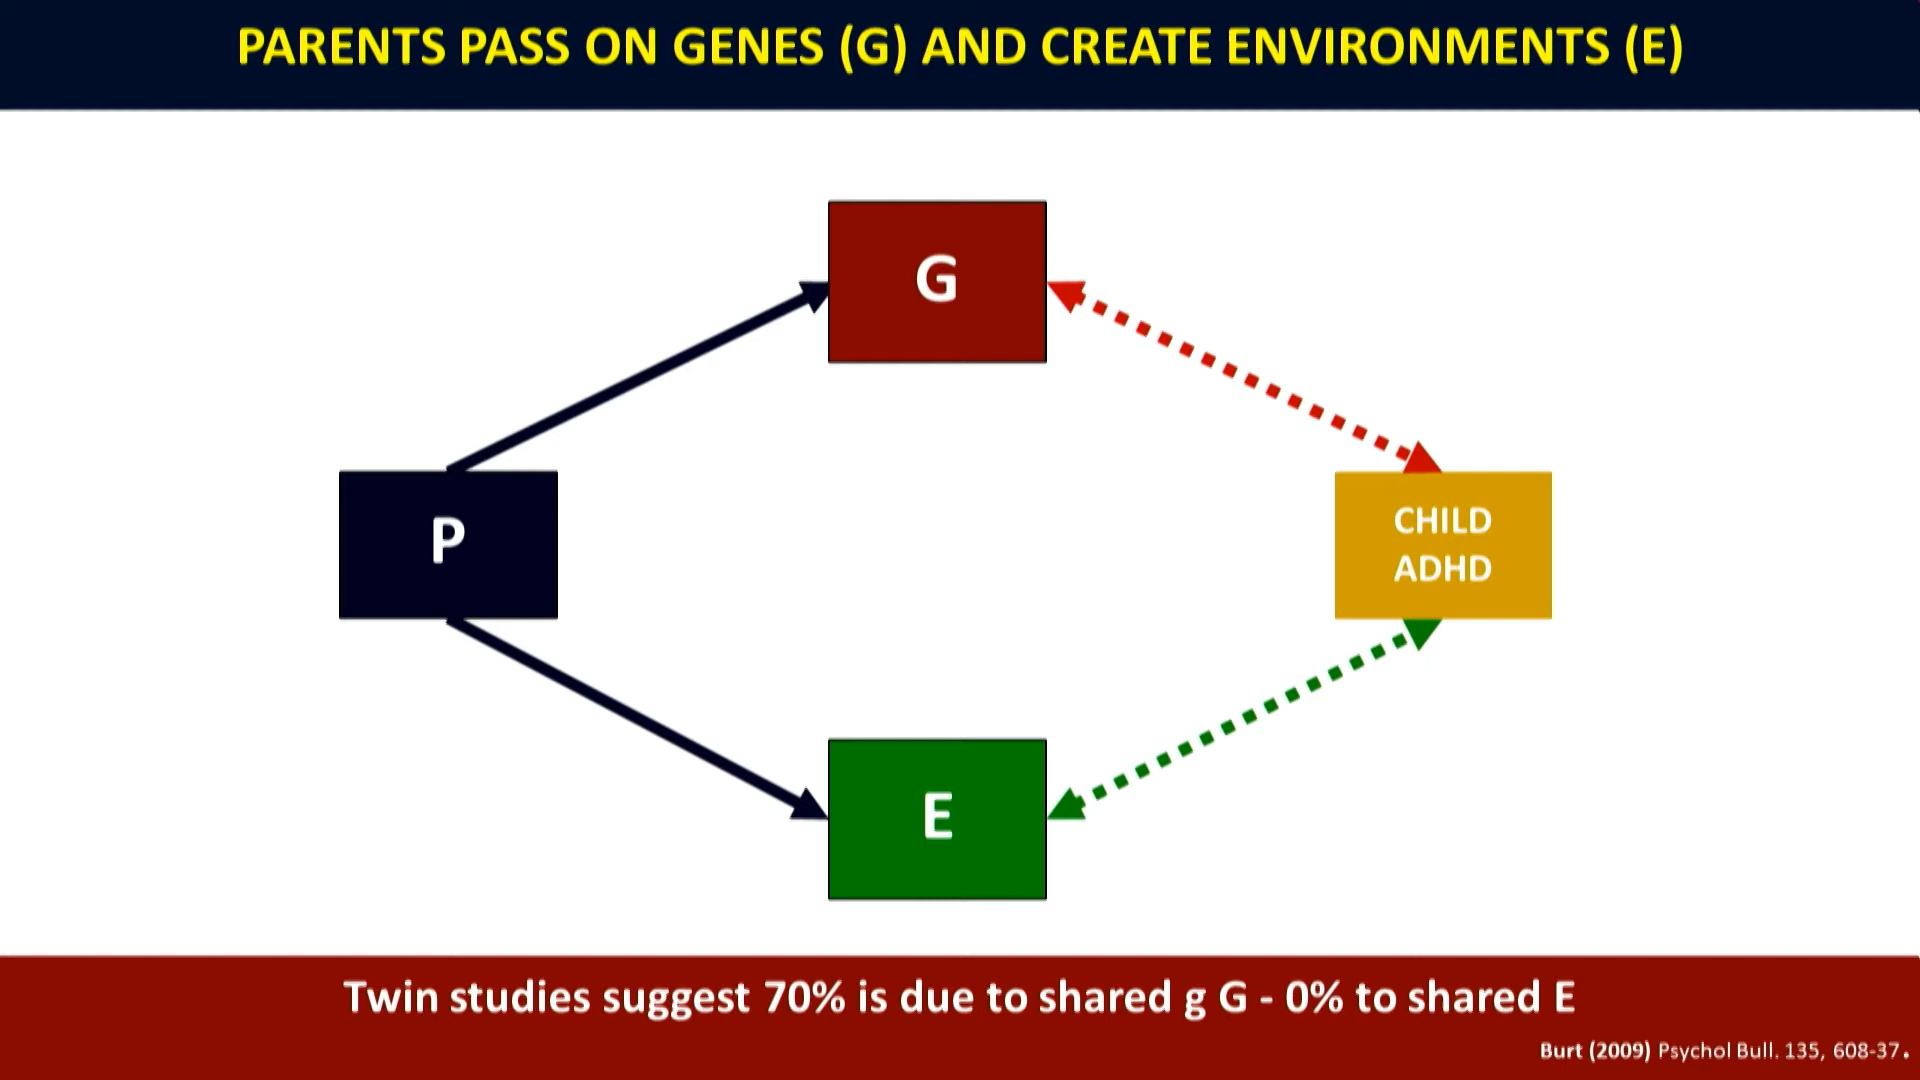 PARENTS PASS ON GENES (G) AND CREATE ENVIRONMENTS (E)
G
P
CHILD
ADHD
E
Twin studies suggest 70% is due to shared g G - 0% to shared E
Burt (2009) Psychol Bull. 135, 608-37.